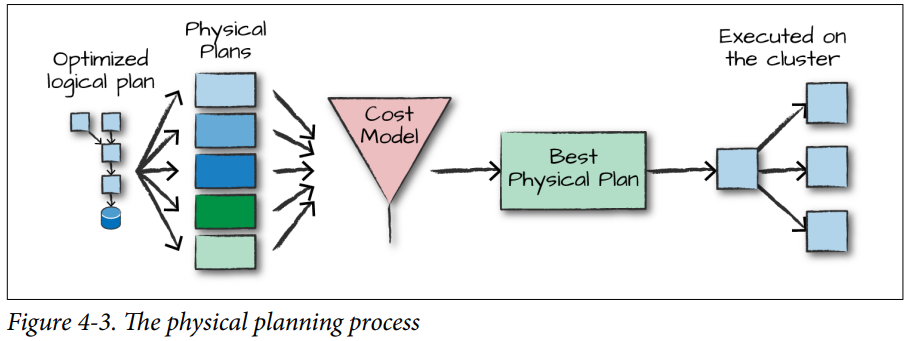 Optimized
logical plan
Physical
Plans
Cost
Model
Best
Physical Plan
Executed on
the cluster
Figure 4-3. The physical planning process